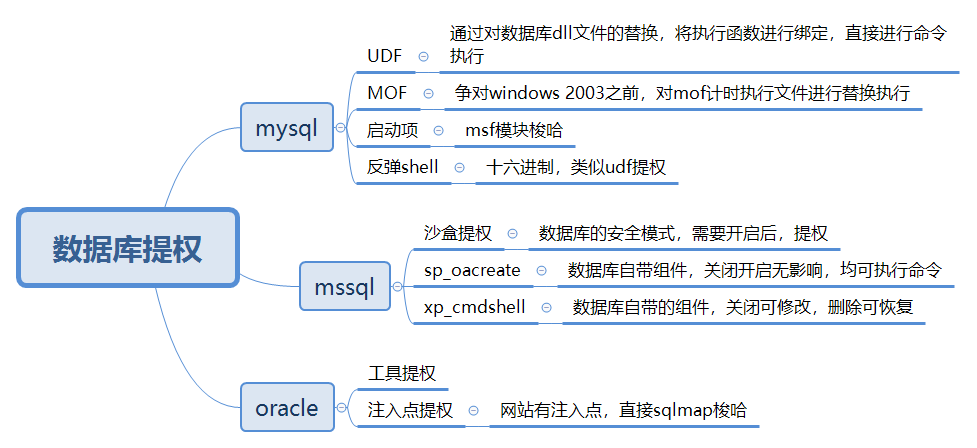 数据库提权
mysql
UDF
通过对数据库dll文件的替换，将执行函数进行绑定，直接进行命令
执行
MOF
争对windows 2003之前，对mof计时执行文件进行替换执行
启动项
msf模块梭哈
反弹shell
十六进制，类似udf提权
mssql
沙盒提权
数据库的安全模式，需要开启后，提权
sp_oacreate
数据库自带组件，关闭开启无影响，均可执行命令
xp_cmdshell
数据库自带的组件，关闭可修改，删除可恢复
oracle
工具提权
注入点提权
网站有注入点，直接sqlmap梭哈